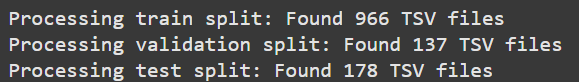 Processing train split: Found 966 TSV files
Processing validation split: Found 137 TSV files
Processing test split: Found 178 TSV files